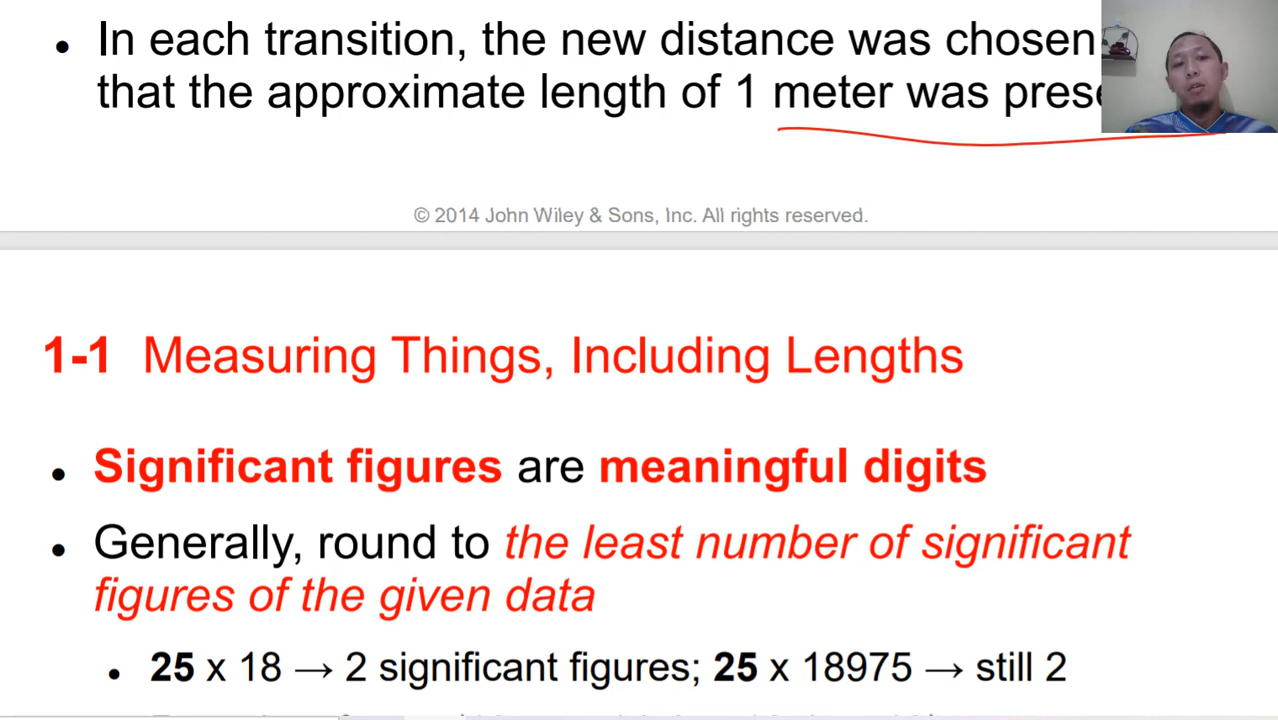 • In each transition, the new distance was chosen
that the approximate length of 1 meter was
© 2014 John Wiley & Sons, Inc. All rights reserved.
1-1 Measuring Things, Including Lengths
• Significant figures are meaningful digits
• Generally, round to the least number of significant
figures of the given data
• 25 x 18 → 2 significant figures; 25 x 18975 → still 2